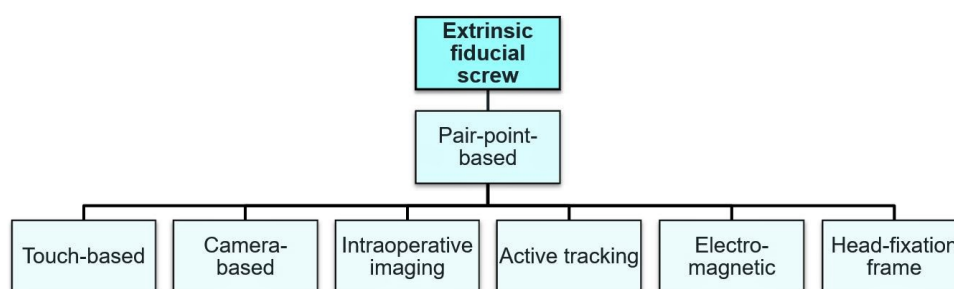 Extrinsic
fiducial
screw
Pair-point-
based
Touch-based
Camera-
based
Intraoperative
imaging
Active tracking
Electro-
magnetic
Head-fixation
frame